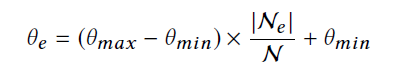 θ_e = (θ_max − θ_min) × |𝒩_e| / 𝒩 + θ_min